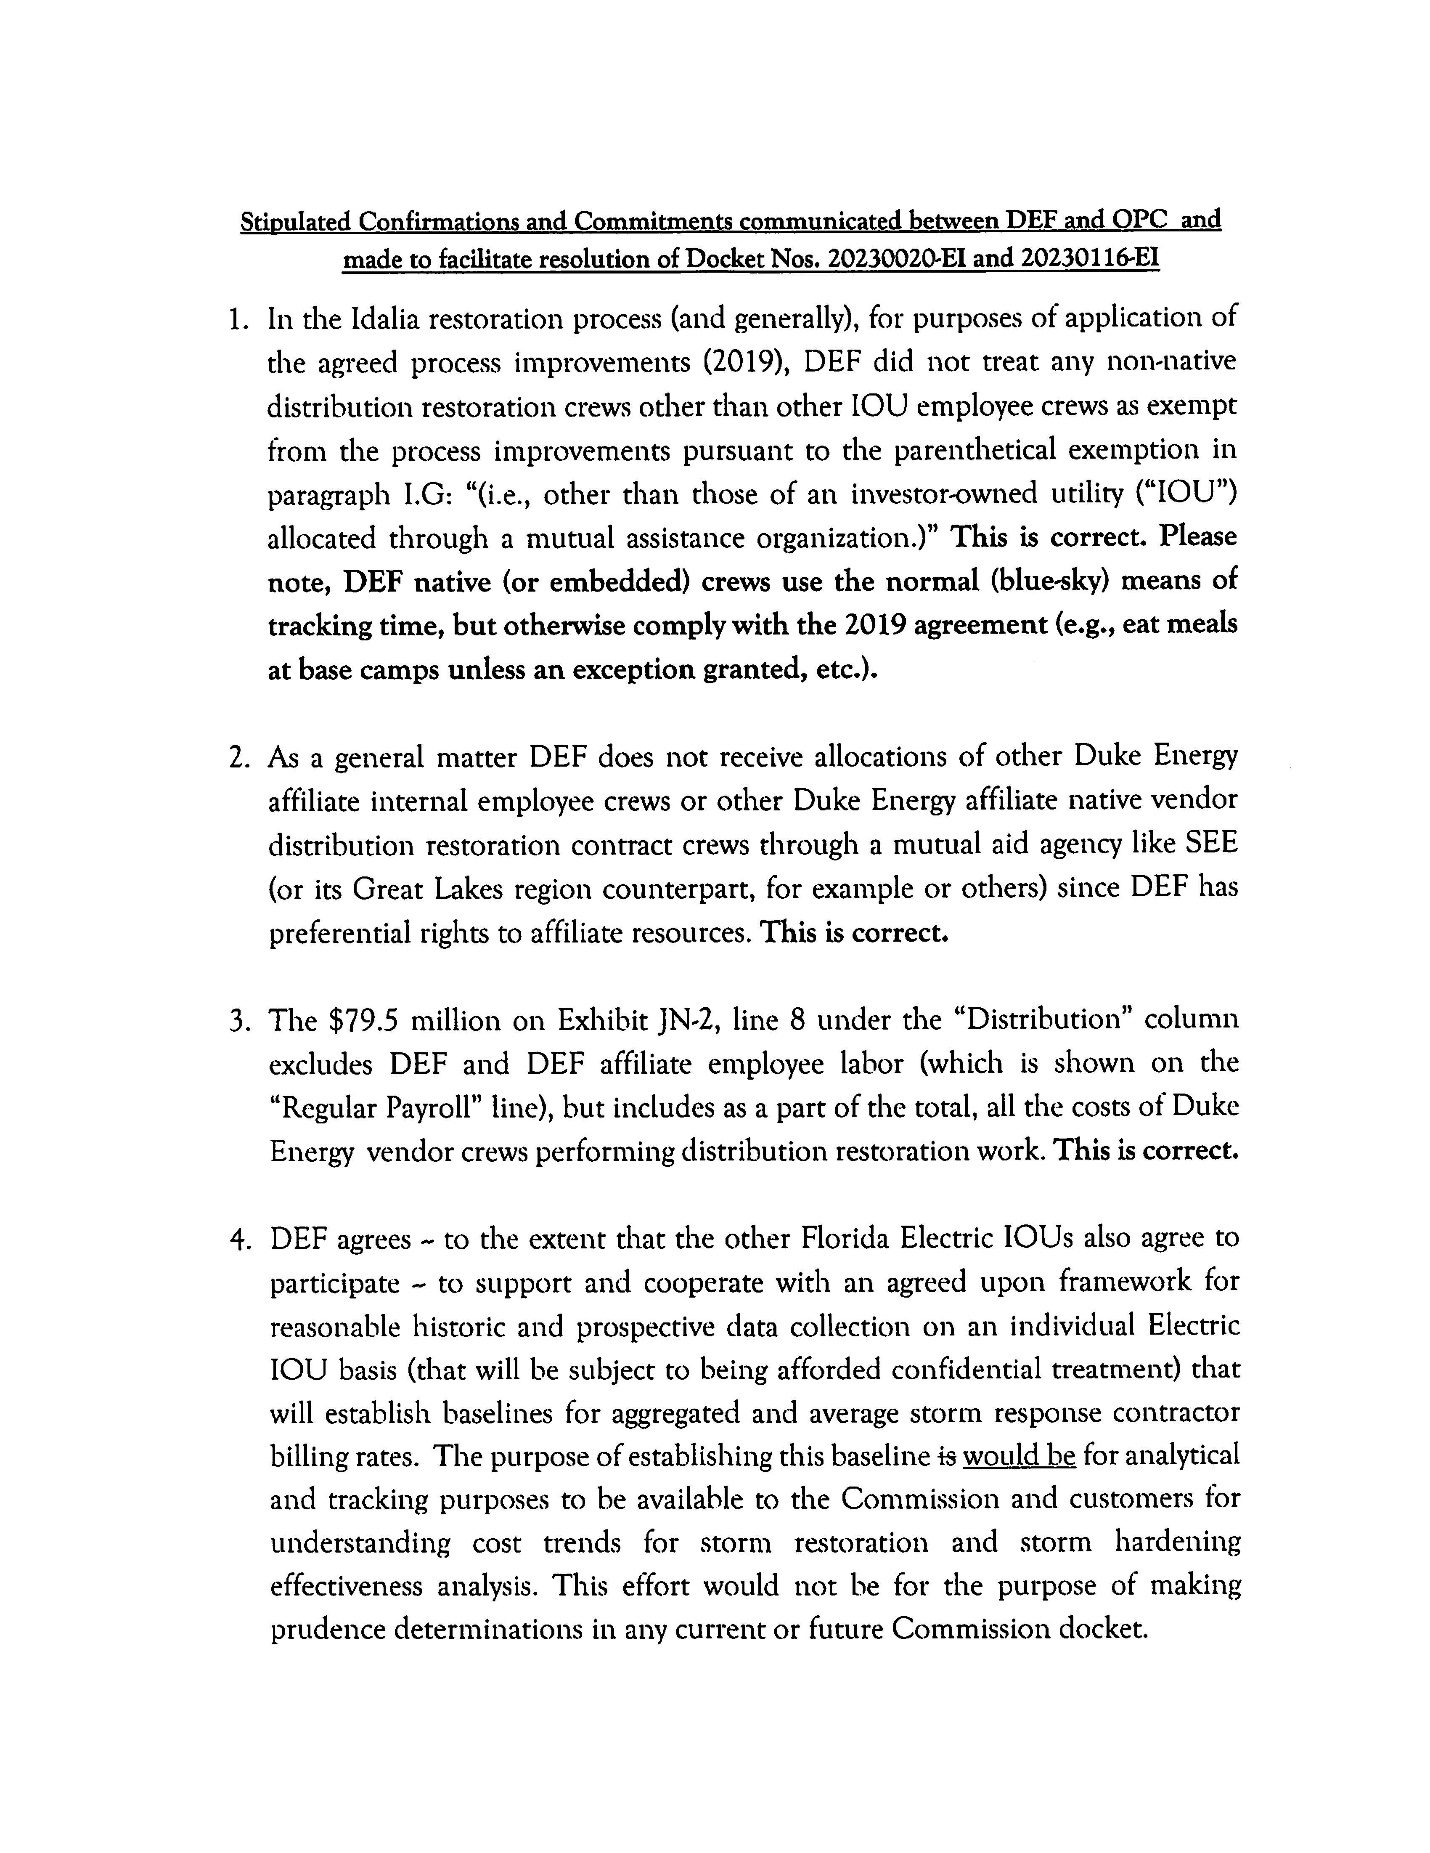 Stipulated Confirmations and Commitments communicated between DEF and OPC and
made to facilitate resolution of Docket Nos. 20230020-EI and 20230116-EI
1. In the Idalia restoration process (and generally), for purposes of application of
the agreed process improvements (2019), DEF did not treat any non-native
distribution restoration crews other than other IOU employee crews as exempt
from the process improvements pursuant to the parenthetical exemption in
paragraph I.G: “(i.e., other than those of an investor-owned utility (“IOU”)
allocated through a mutual assistance organization.)” This is correct. Please
note, DEF native (or embedded) crews use the normal (blue-sky) means of
tracking time, but otherwise comply with the 2019 agreement (e.g., eat meals
at base camps unless an exception granted, etc.).
2. As a general matter DEF does not receive allocations of other Duke Energy
affiliate internal employee crews or other Duke Energy affiliate native vendor
distribution restoration contract crews through a mutual aid agency like SEE
(or its Great Lakes region counterpart, for example or others) since DEF has
preferential rights to affiliate resources. This is correct.
3. The $79.5 million on Exhibit JN-2, line 8 under the “Distribution” column
excludes DEF and DEF affiliate employee labor (which is shown on the
“Regular Payroll” line), but includes as a part of the total, all the costs of Duke
Energy vendor crews performing distribution restoration work. This is correct.
4. DEF agrees ~ to the extent that the other Florida Electric IOUs also agree to
participate ~ to support and cooperate with an agreed upon framework for
reasonable historic and prospective data collection on an individual Electric
IOU basis (that will be subject to being afforded confidential treatment) that
will establish baselines for aggregated and average storm response contractor
billing rates. The purpose of establishing this baseline is would be for analytical
and tracking purposes to be available to the Commission and customers for
understanding cost trends for storm restoration and storm hardening
effectiveness analysis. This effort would not be for the purpose of making
prudence determinations in any current or future Commission docket.